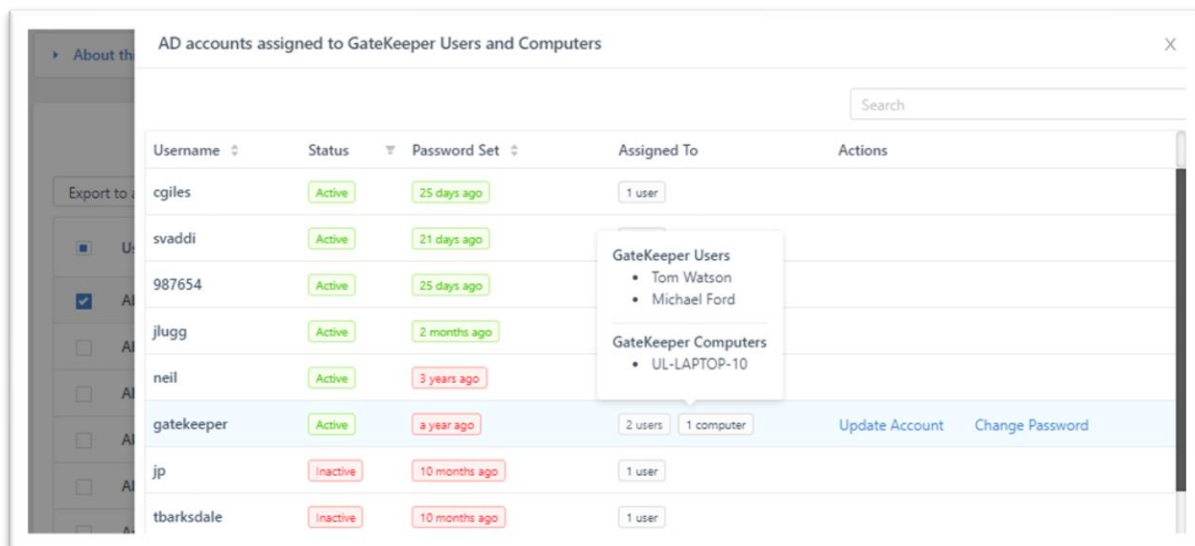 AD accounts assigned to GateKeeper Users and Computers X
About th
Search
Username Status Password Set Assigned To Actions
Export to a
cgiles Active 25 days ago 1 user
svaddi Active 21 days ago
GateKeeper Users
Tom Watson
987654 Active 25 days ago
Michael Ford
jlugg Active 2 months ago
GateKeeper Computers
UL-LAPTOP-10
neil Active 3 years ago
gatekeeper Active a year ago 2 users 1 computer Update Account Change Password
jp Inactive 10 months ago 1 user
tbarksdale Inactive 10 months ago 1 user